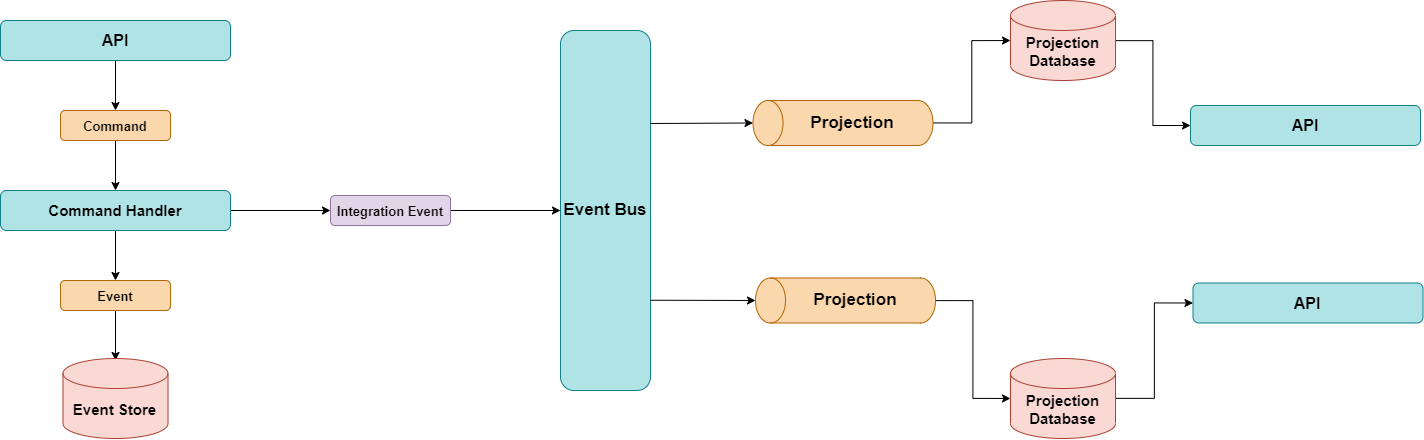 API
Command
Command Handler
Event
Event Store
Integration Event
Event Bus
Projection
Projection
Database
API
Projection
Projection
Database
API